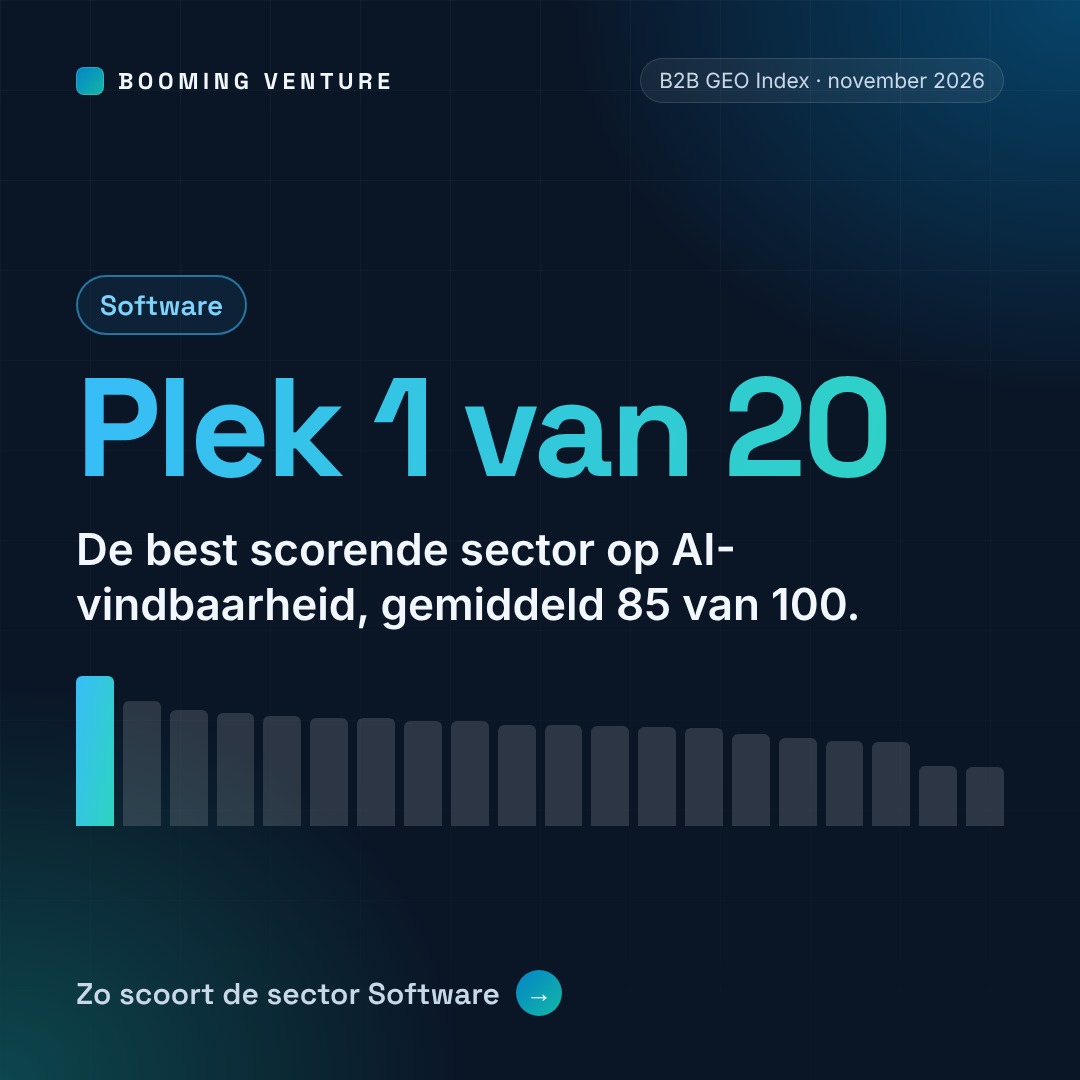 BOOMING VENTURE
B2B GEO Index · november 2026
Software
Plek 1 van 20
De best scorende sector op AI-
vindbaarheid, gemiddeld 85 van 100.
Zo scoort de sector Software →